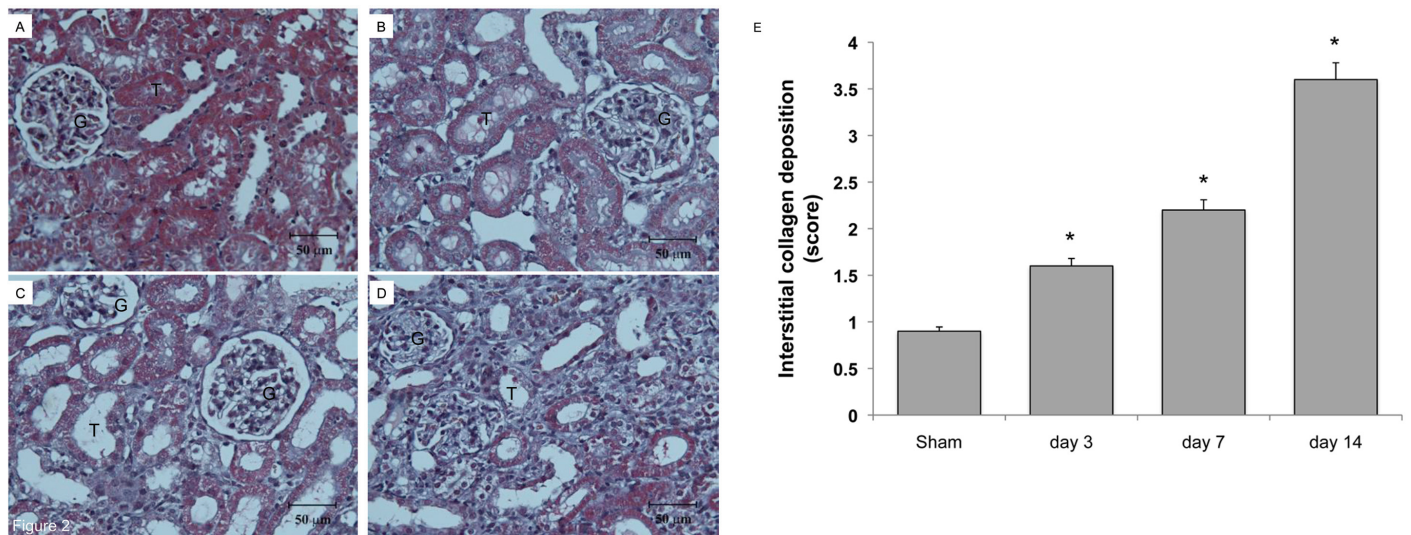 A
G
T
50 μm
B
T
G
50 μm
C
G
G
T
50 μm
Figure 2
D
G
T
50 μm
E
Interstitial collagen deposition
(score)
4
3.5
3
2.5
2
1.5
1
0.5
0
*
*
*
Sham day 3 day 7 day 14